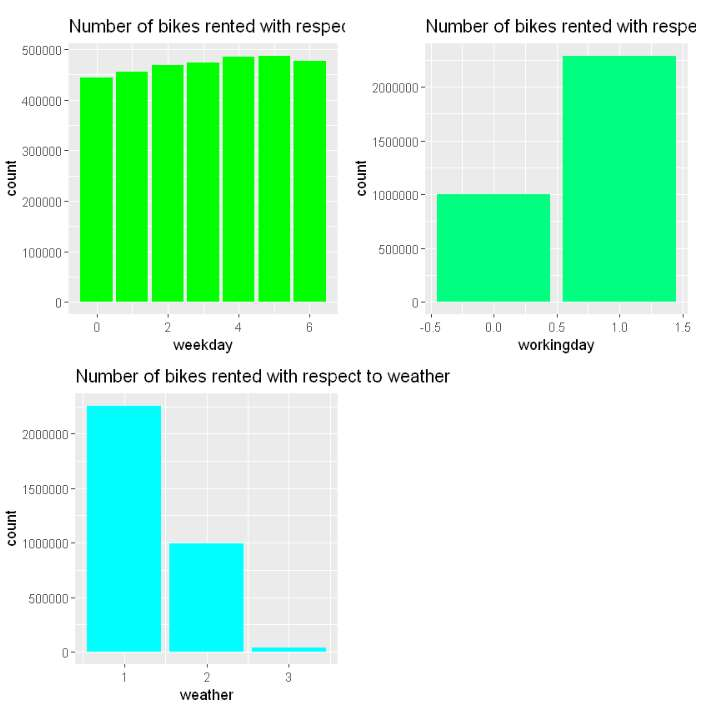 Number of bikes rented with respec
500000
400000
300000
200000
100000
0
count
0 2 4 6
weekday
Number of bikes rented with respe
2000000
1500000
1000000
500000
0
count
-0.5 0.0 0.5 1.0 1.5
workingday
Number of bikes rented with respect to weather
2000000
1500000
1000000
500000
0
count
1 2 3
weather